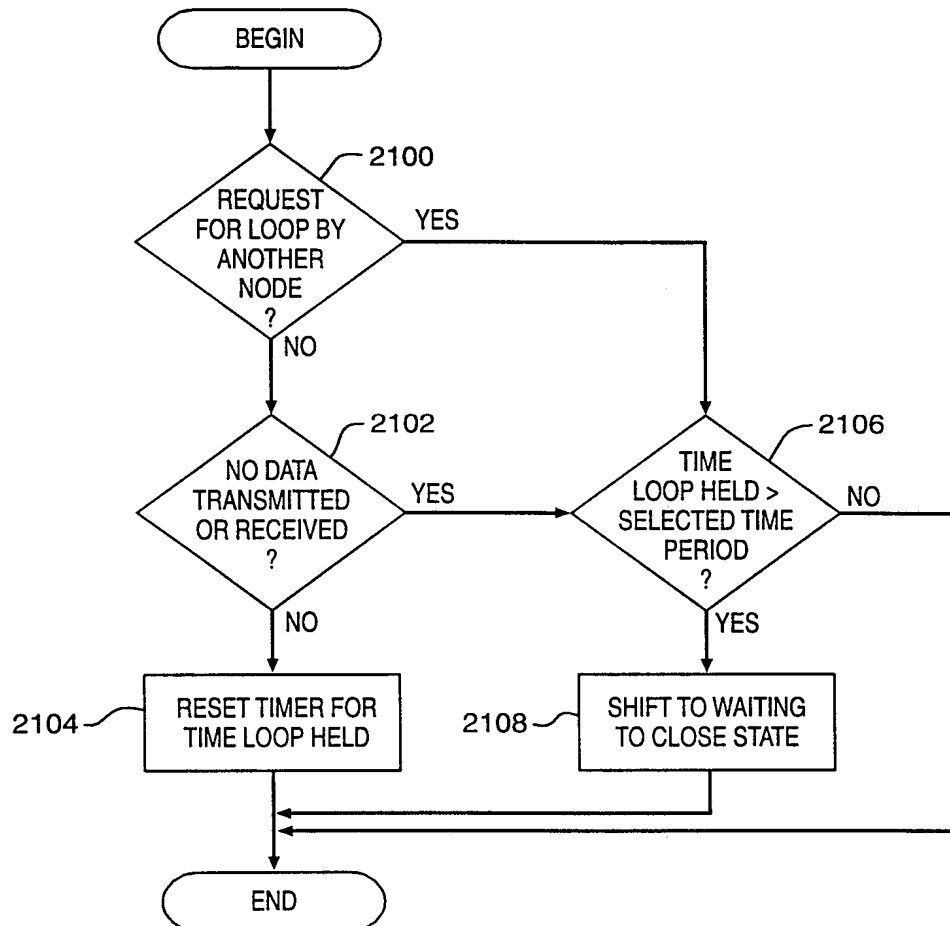 BEGIN
2100
REQUEST
FOR LOOP BY
ANOTHER
NODE
?
YES
NO
2102
NO DATA
TRANSMITTED
OR RECEIVED
?
YES
NO
2106
TIME
LOOP HELD >
SELECTED TIME
PERIOD
?
NO
YES
2104
RESET TIMER FOR
TIME LOOP HELD
2108
SHIFT TO WAITING
TO CLOSE STATE
END